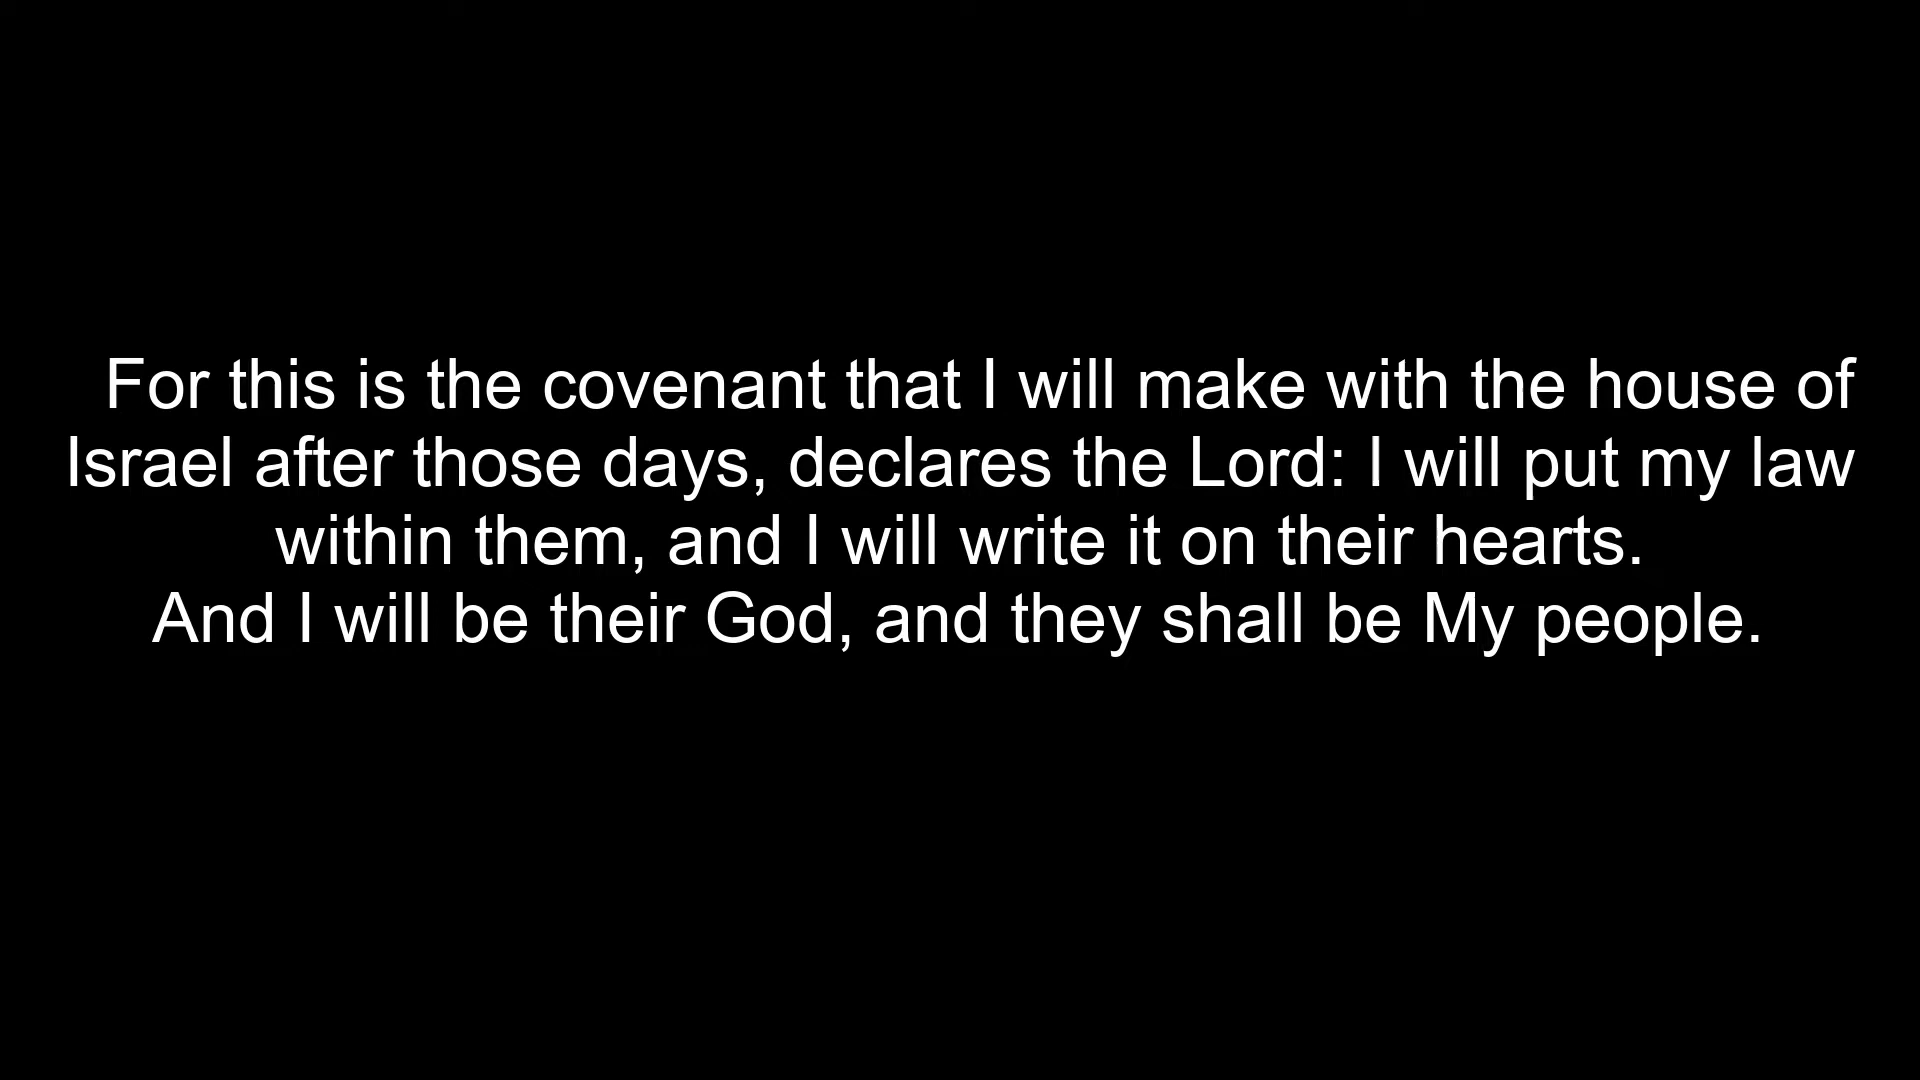 For this is the covenant that I will make with the house of
Israel after those days, declares the Lord: I will put my law
within them, and I will write it on their hearts.
And I will be their God, and they shall be My people.